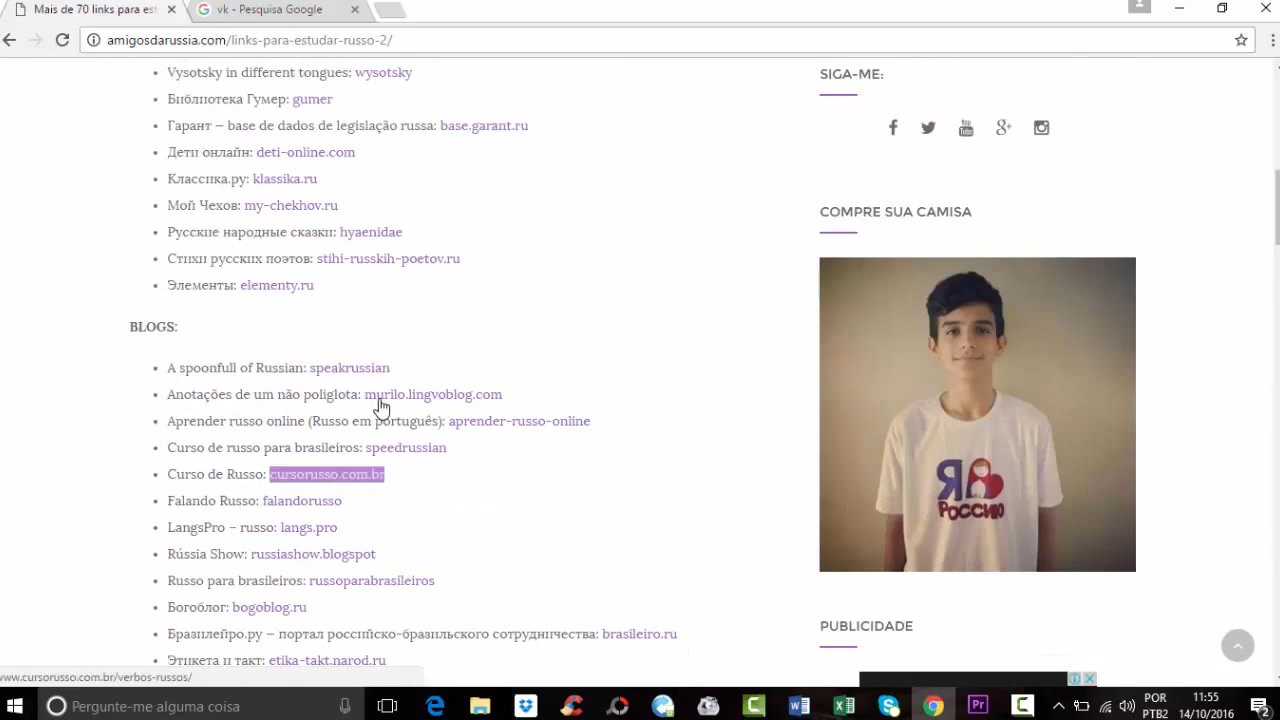 Mais de 70 links para est
vk - Pesquisa Google
amigosdarussia.com/links-para-estudar-russo-2/
Vysotsky in different tongues: wysotsky
Библиотека Гумер: gumer
Гарант — base de dados de legislação russa: base.garant.ru
Дети онлайн: deti-online.com
Классика.ру: klassika.ru
Мой Чехов: my-chekhov.ru
Русские народные сказки: hyaenidae
Стихи русских поэтов: stihi-russkih-poetov.ru
Элементы: elementy.ru
BLOGS:
A spoonfull of Russian: speakrussian
Anotações de um não poliglota: murilo.lingvoblog.com
Aprender russo online (Russo em português): aprender-russo-online
Curso de russo para brasileiros: speedrussian
Curso de Russo: cursorusso.com.br
Falando Russo: falandorusso
LangsPro – russo: langs.pro
Rússia Show: russiashow.blogspot
Russo para brasileiros: russoparabrasileiros
Богоблог: bogoblog.ru
Бразилейро.ру — портал российско-бразильского сотрудничества: brasileiro.ru
Этикета и такт: etika-takt.narod.ru
SIGA-ME:
COMPRE SUA CAMISA
Я
РОССИЮ
PUBLICIDADE
www.cursorusso.com.br/verbos-russos/
Pergunte-me alguma coisa
POR
PTB2
11:55
14/10/2016
2